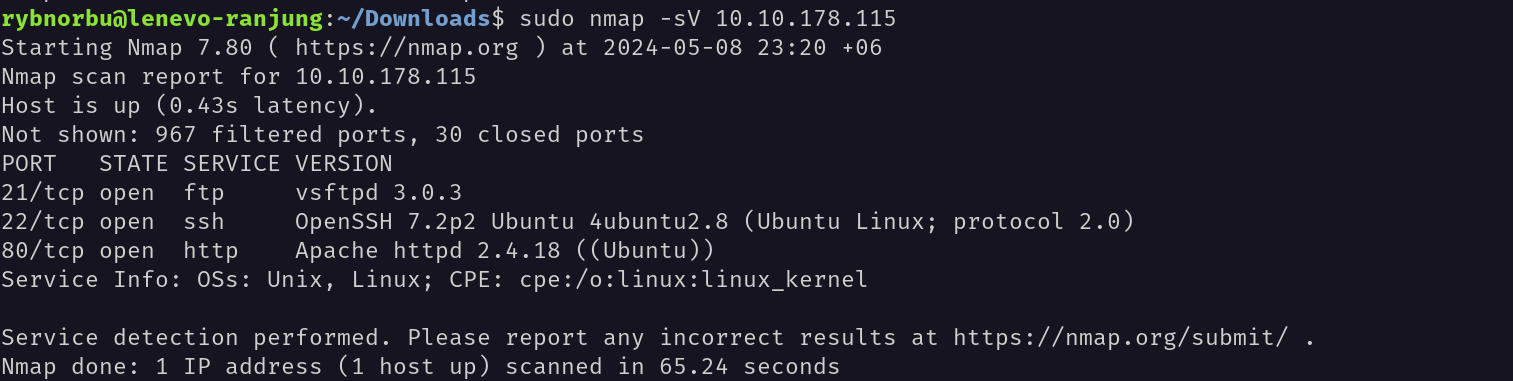 rybnorbu@lenevo-ranjung:~/Downloads$ sudo nmap -sV 10.10.178.115
Starting Nmap 7.80 ( https://nmap.org ) at 2024-05-08 23:20 +06
Nmap scan report for 10.10.178.115
Host is up (0.43s latency).
Not shown: 967 filtered ports, 30 closed ports
PORT   STATE SERVICE VERSION
21/tcp open  ftp     vsftpd 3.0.3
22/tcp open  ssh     OpenSSH 7.2p2 Ubuntu 4ubuntu2.8 (Ubuntu Linux; protocol 2.0)
80/tcp open  http    Apache httpd 2.4.18 ((Ubuntu))
Service Info: OSs: Unix, Linux; CPE: cpe:/o:linux:linux_kernel
Service detection performed. Please report any incorrect results at https://nmap.org/submit/ .
Nmap done: 1 IP address (1 host up) scanned in 65.24 seconds